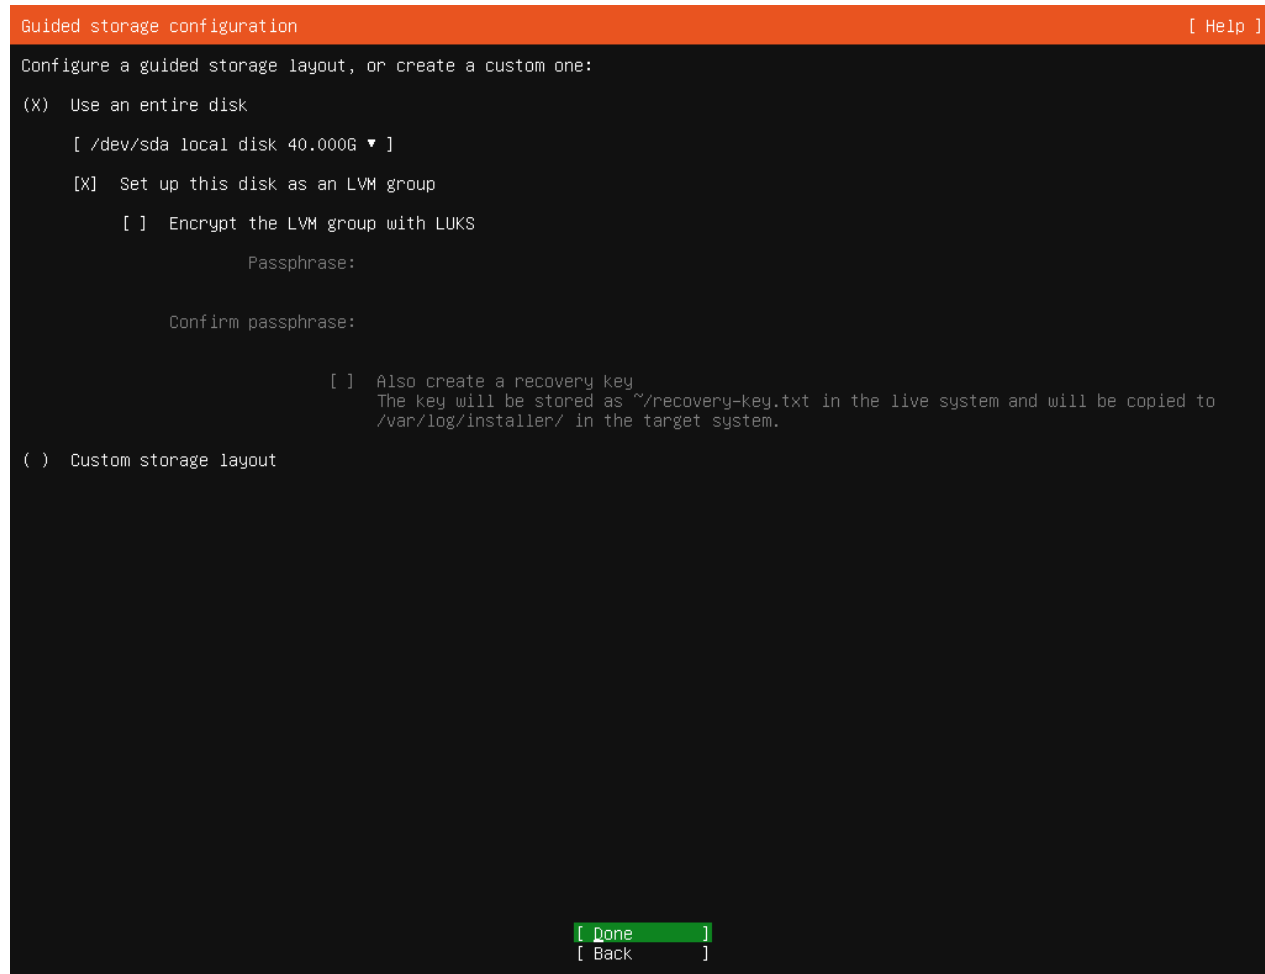 Guided storage configuration [ Help ]
Configure a guided storage layout, or create a custom one:
(X) Use an entire disk
[ /dev/sda local disk 40.000G ▾ ]
[X] Set up this disk as an LVM group
[ ] Encrypt the LVM group with LUKS
Passphrase:
Confirm passphrase:
[ ] Also create a recovery key
The key will be stored as ~/recovery-key.txt in the live system and will be copied to
/var/log/installer/ in the target system.
( ) Custom storage layout
[ Done ]
[ Back ]